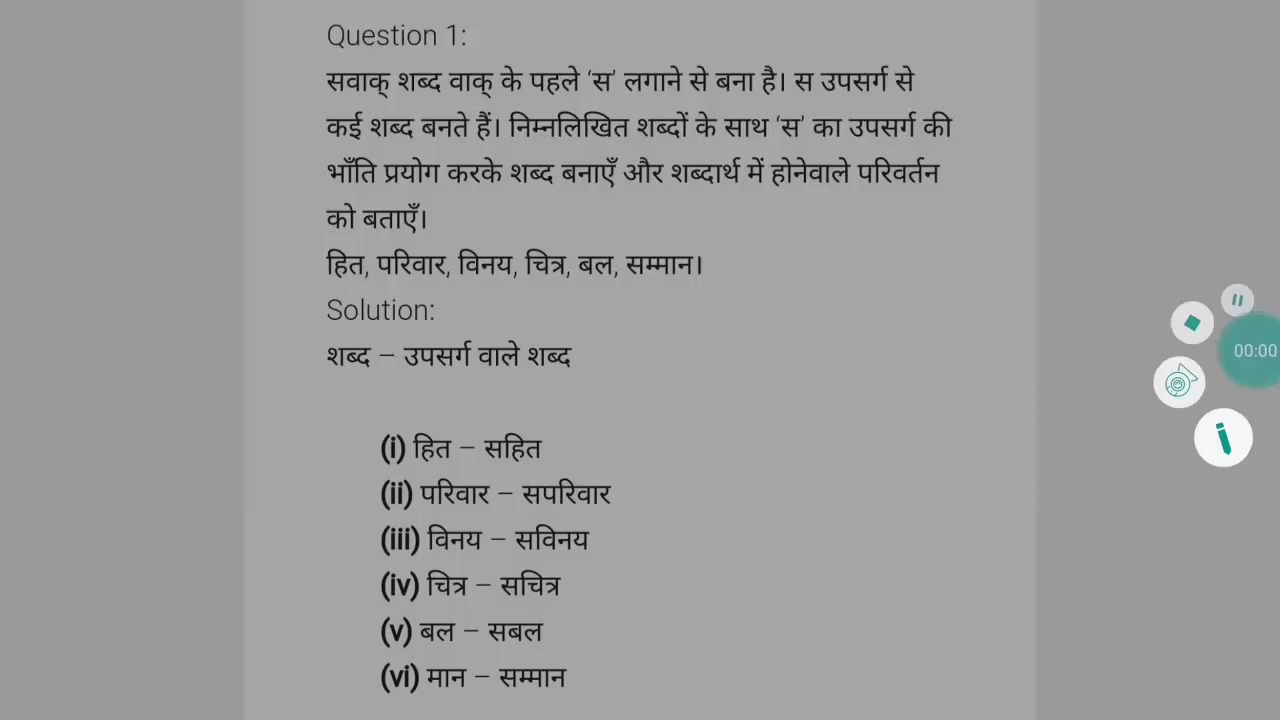 Question 1:
सवाक् शब्द वाक् के पहले ‘स’ लगाने से बना है। स उपसर्ग से
कई शब्द बनते हैं। निम्नलिखित शब्दों के साथ ‘स’ का उपसर्ग की
भाँति प्रयोग करके शब्द बनाएँ और शब्दार्थ में होनेवाले परिवर्तन
को बताएँ।
हित, परिवार, विनय, चित्र, बल, सम्मान।
Solution:
शब्द – उपसर्ग वाले शब्द
(i) हित – सहित
(ii) परिवार – सपरिवार
(iii) विनय – सविनय
(iv) चित्र – सचित्र
(v) बल – सबल
(vi) मान – सम्मान
00:00